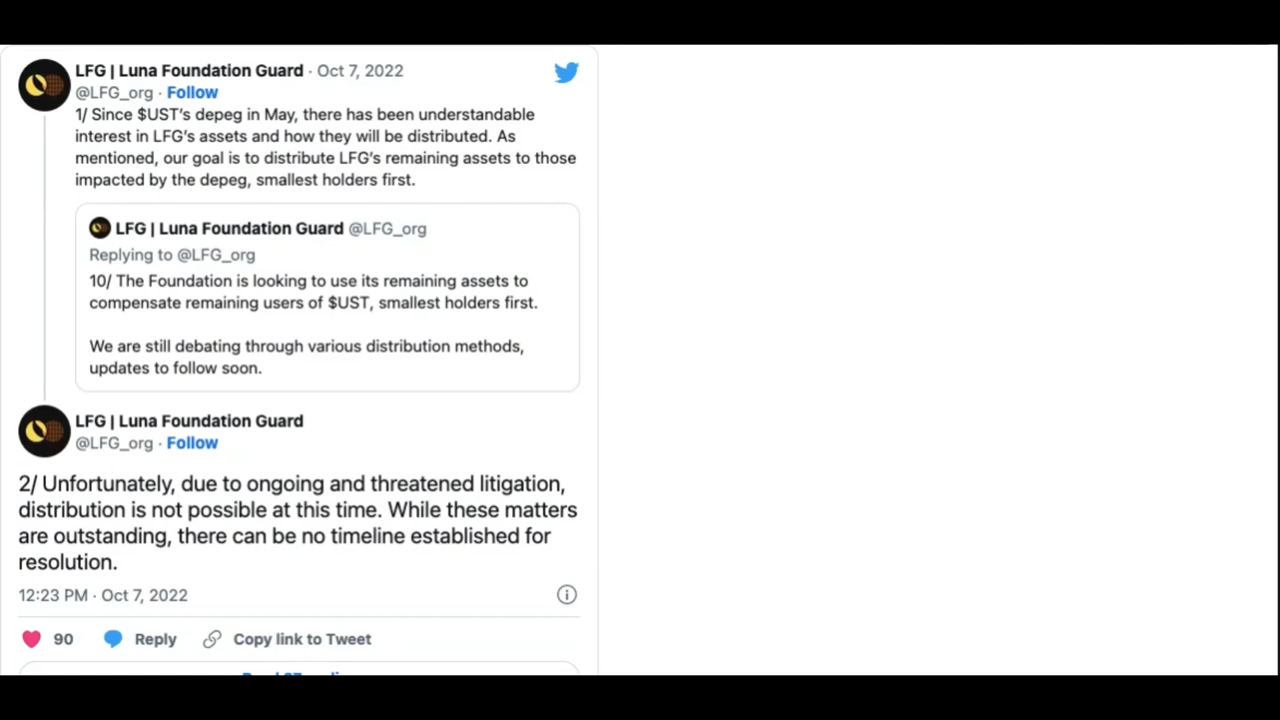 LFG | Luna Foundation Guard · Oct 7, 2022
@LFG_org · Follow
1/ Since $UST's depeg in May, there has been understandable
interest in LFG's assets and how they will be distributed. As
mentioned, our goal is to distribute LFG's remaining assets to those
impacted by the depeg, smallest holders first.
LFG | Luna Foundation Guard @LFG_org
Replying to @LFG_org
10/ The Foundation is looking to use its remaining assets to
compensate remaining users of $UST, smallest holders first.
We are still debating through various distribution methods,
updates to follow soon.
LFG | Luna Foundation Guard
@LFG_org · Follow
2/ Unfortunately, due to ongoing and threatened litigation,
distribution is not possible at this time. While these matters
are outstanding, there can be no timeline established for
resolution.
12:23 PM · Oct 7, 2022
90 Reply Copy link to Tweet